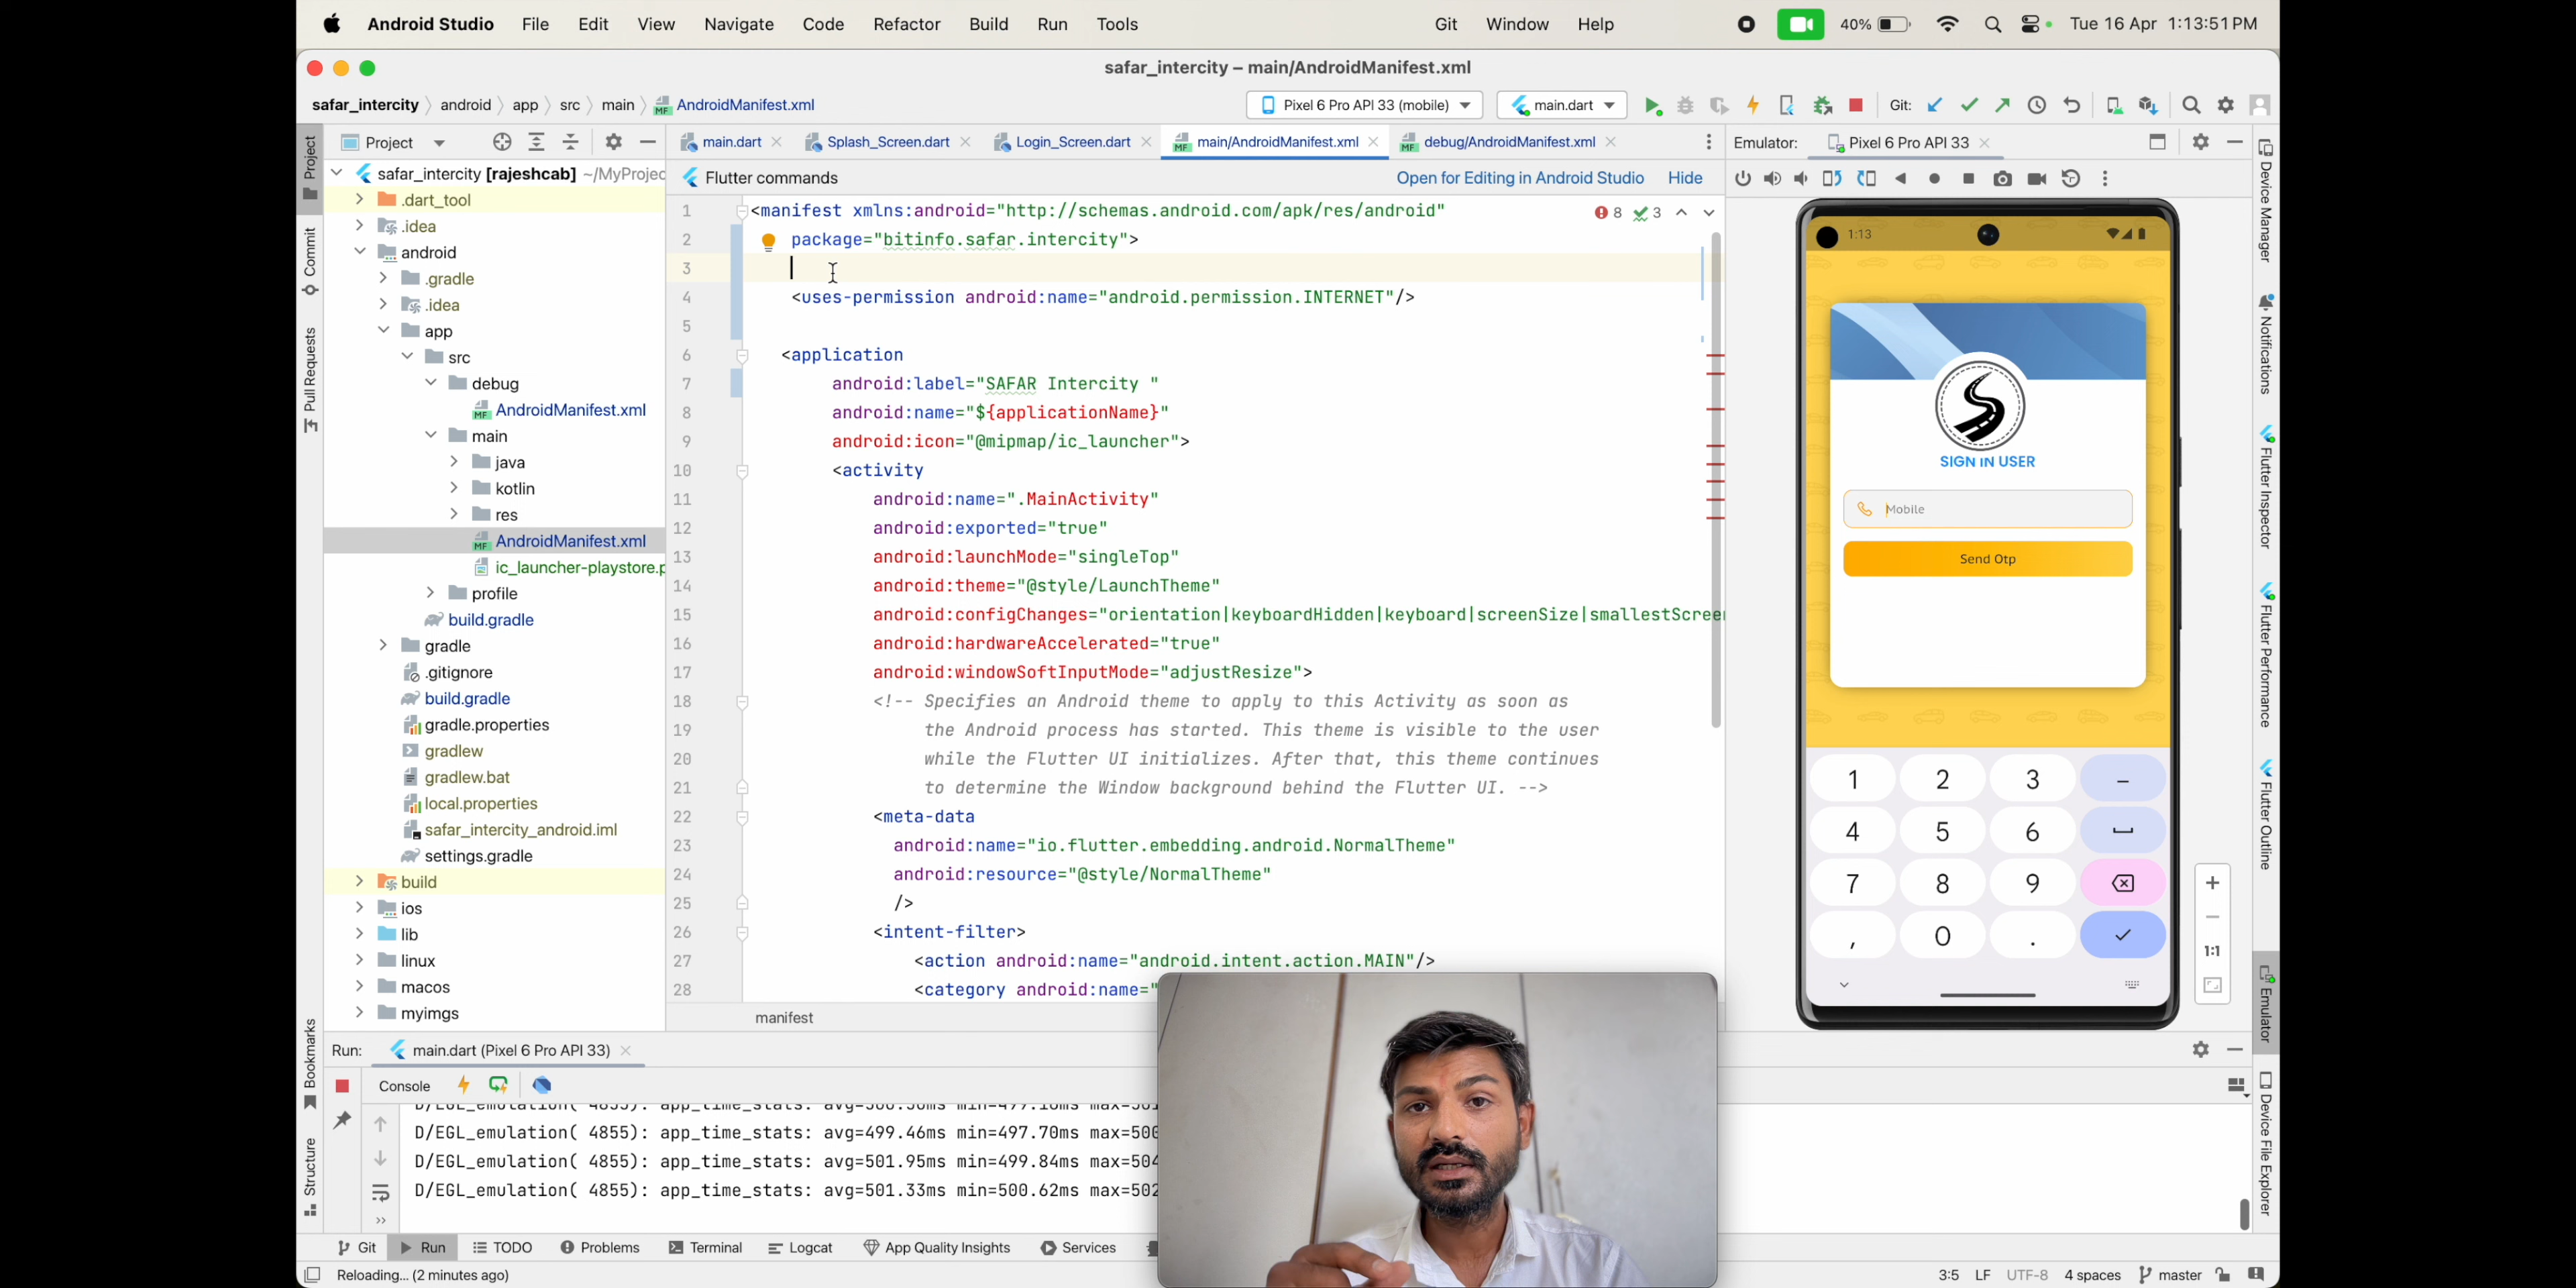 Android Studio File Edit View Navigate Code Refactor Build Run Tools Git Window Help 40% Tue 16 Apr 1:13:51 PM
safar_intercity – main/AndroidManifest.xml
safar_intercity android app src main AndroidManifest.xml Pixel 6 Pro API 33 (mobile) main.dart Git:
Project main.dart Splash_Screen.dart Login_Screen.dart main/AndroidManifest.xml debug/AndroidManifest.xml Emulator: Pixel 6 Pro API 33
Flutter commands Open for Editing in Android Studio Hide
Project
Commit
Pull Requests
Bookmarks
Structure
safar_intercity [rajeshcab] ~/MyProjec
.dart_tool
.idea
android
.gradle
.idea
app
src
debug
AndroidManifest.xml
main
java
kotlin
res
AndroidManifest.xml
ic_launcher-playstore.p
profile
build.gradle
gradle
.gitignore
build.gradle
gradle.properties
gradlew
gradlew.bat
local.properties
safar_intercity_android.iml
settings.gradle
build
ios
lib
linux
macos
myimgs
8 3
1 <manifest xmlns:android="http://schemas.android.com/apk/res/android"
2 package="bitinfo.safar.intercity">
3
4 <uses-permission android:name="android.permission.INTERNET"/>
5
6 <application
7 android:label="SAFAR Intercity "
8 android:name="${applicationName}"
9 android:icon="@mipmap/ic_launcher">
10 <activity
11 android:name=".MainActivity"
12 android:exported="true"
13 android:launchMode="singleTop"
14 android:theme="@style/LaunchTheme"
15 android:configChanges="orientation|keyboardHidden|keyboard|screenSize|smallestScree
16 android:hardwareAccelerated="true"
17 android:windowSoftInputMode="adjustResize">
18 <!-- Specifies an Android theme to apply to this Activity as soon as
19 the Android process has started. This theme is visible to the user
20 while the Flutter UI initializes. After that, this theme continues
21 to determine the Window background behind the Flutter UI. -->
22 <meta-data
23 android:name="io.flutter.embedding.android.NormalTheme"
24 android:resource="@style/NormalTheme"
25 />
26 <intent-filter>
27 <action android:name="android.intent.action.MAIN"/>
28 <category android:name="
manifest
1:13
SIGN IN USER
Mobile
Send Otp
1 2 3 -
4 5 6
7 8 9
, 0 .
1:1
Device Manager
Notifications
Flutter Inspector
Flutter Performance
Flutter Outline
Emulator
Device File Explorer
Run: main.dart (Pixel 6 Pro API 33)
Console
D/EGL_emulation( 4855): app_time_stats: avg=499.46ms min=497.70ms max=500
D/EGL_emulation( 4855): app_time_stats: avg=501.95ms min=499.84ms max=504
D/EGL_emulation( 4855): app_time_stats: avg=501.33ms min=500.62ms max=502
Git Run TODO Problems Terminal Logcat App Quality Insights Services
Reloading... (2 minutes ago) 3:5 LF UTF-8 4 spaces master